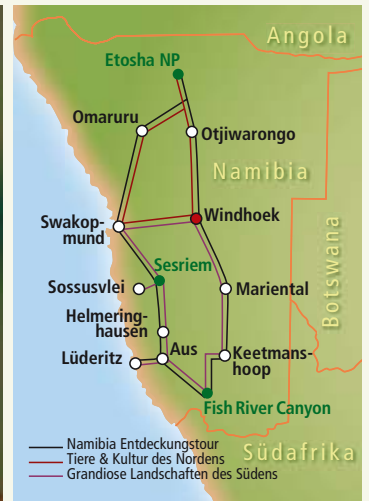 Angola
Etosha NP
Omaruru
Otjiwarongo
Namibia
Swakop-
mund
Windhoek
Botswana
Sesriem
Sossusvlei
Mariental
Helmering-
hausen
Lüderitz
Aus
Keetmans-
hoop
Fish River Canyon
Namibia Entdeckungstour
Südafrika
Tiere & Kultur des Nordens
Grandiose Landschaften des Südens